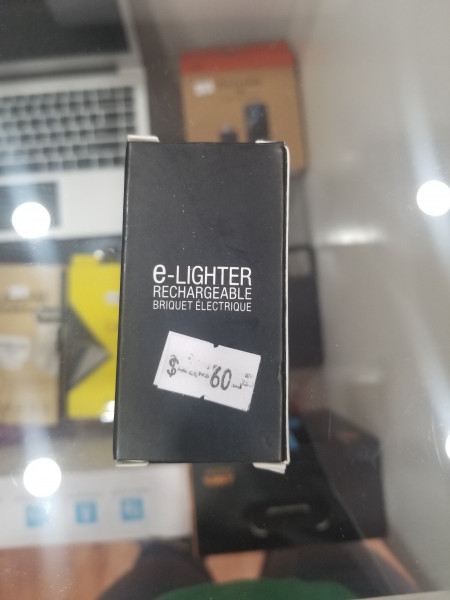 e-LIGHTER
RECHARGEABLE
BRIQUET ÉLECTRIQUE
$ 60